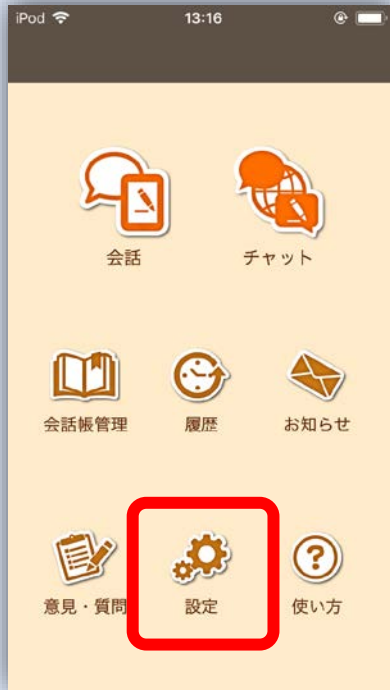 iPod 13:16
会話 チャット
会話帳管理 履歴 お知らせ
意見・質問 設定 使い方
?